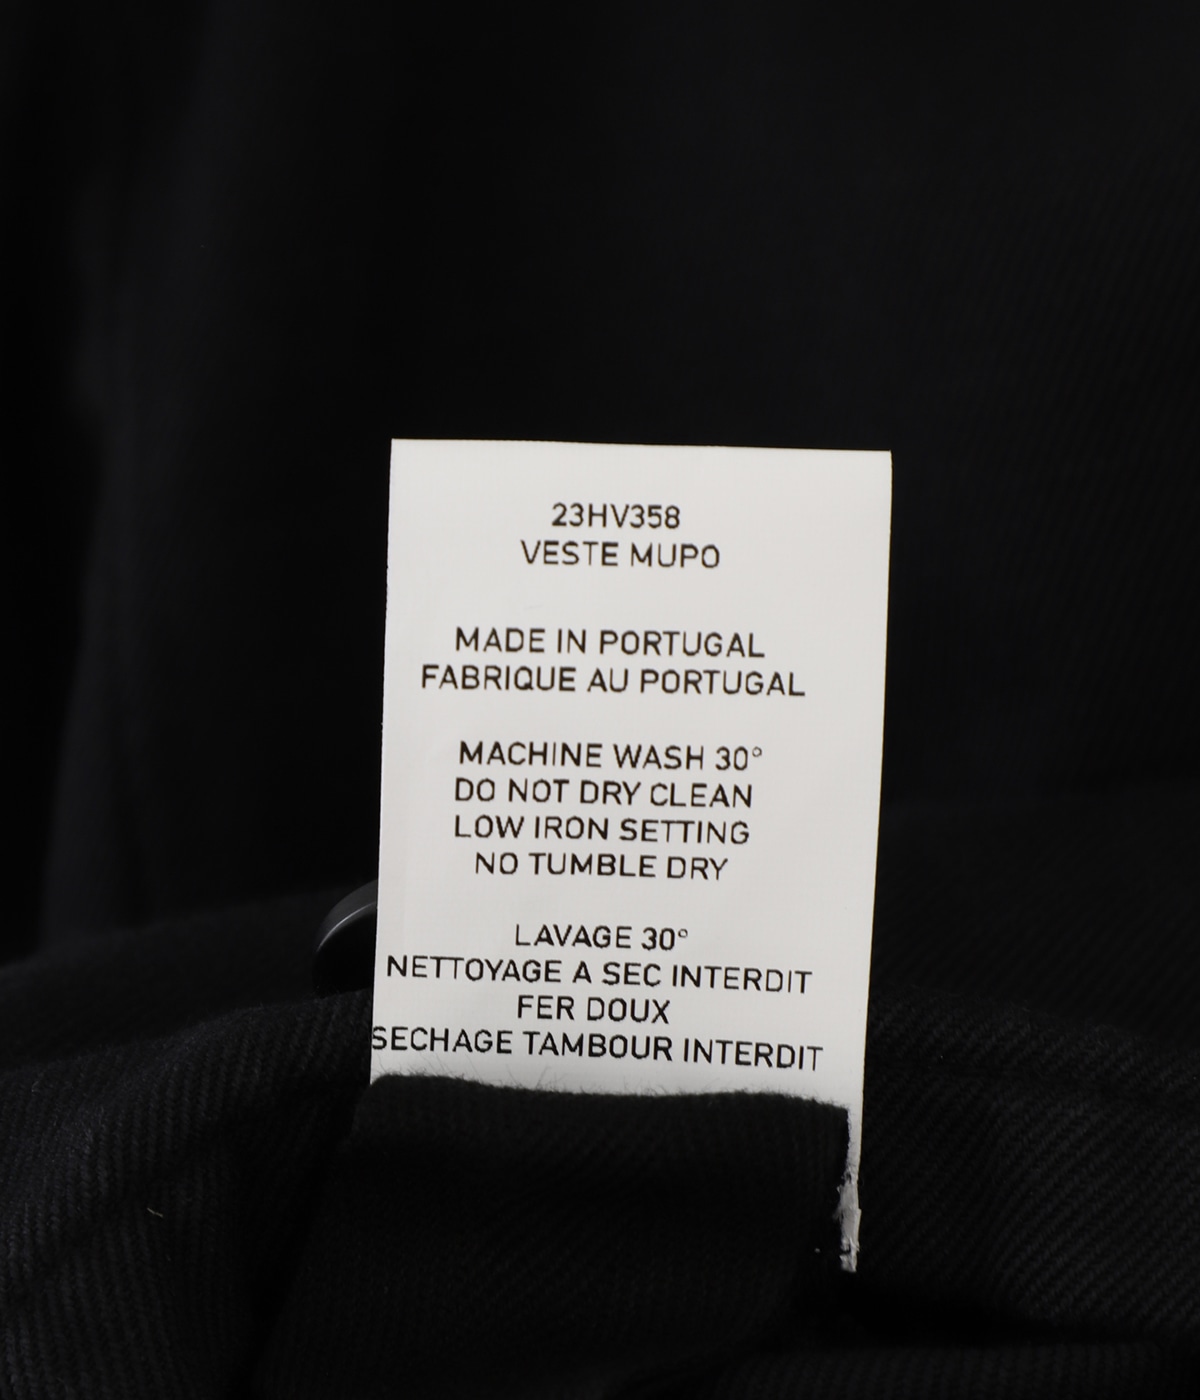 23HV358
VESTE MUPO
MADE IN PORTUGAL
FABRIQUE AU PORTUGAL
MACHINE WASH 30°
DO NOT DRY CLEAN
LOW IRON SETTING
NO TUMBLE DRY
LAVAGE 30°
NETTOYAGE A SEC INTERDIT
FER DOUX
SECHAGE TAMBOUR INTERDIT